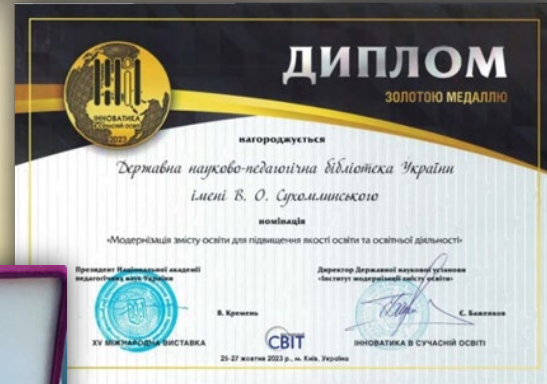 ДИПЛОМ
ЗОЛОТОЮ МЕДАЛЛЮ
ІННОВАТИКА
В СУЧАСНІЙ ОСВІТІ
2023
нагороджується
Державна науково-педагогічна бібліотека України
імені В. О. Сухомлинського
номінація
«Модернізація змісту освіти для підвищення якості освіти та освітньої діяльності»
Президент Національної академії
педагогічних наук України
В. Кремень
Директор Державної наукової установи
«Інститут модернізації змісту освіти»
Є. Баженков
XV МІЖНАРОДНА ВИСТАВКА
СВІТ
ІННОВАТИКА В СУЧАСНІЙ ОСВІТІ
25-27 жовтня 2023 р., м. Київ, Україна